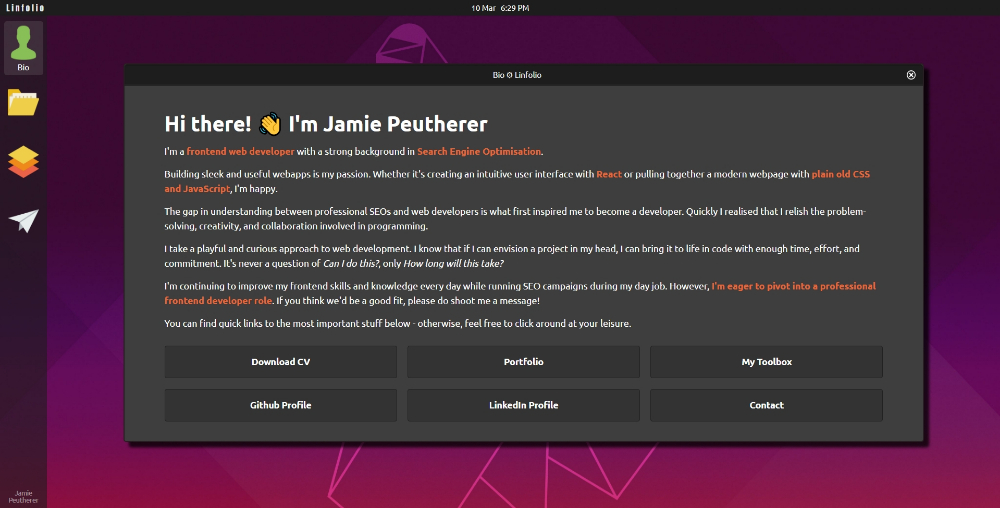 Linfolio
10 Mar 6:29 PM
Bio
Bio @ Linfolio
Hi there! 👋 I'm Jamie Peutherer
I'm a frontend web developer with a strong background in Search Engine Optimisation.
Building sleek and useful webapps is my passion. Whether it's creating an intuitive user interface with React or pulling together a modern webpage with plain old CSS
and JavaScript, I'm happy.
The gap in understanding between professional SEOs and web developers is what first inspired me to become a developer. Quickly I realised that I relish the problem-
solving, creativity, and collaboration involved in programming.
I take a playful and curious approach to web development. I know that if I can envision a project in my head, I can bring it to life in code with enough time, effort, and
commitment. It's never a question of Can I do this?, only How long will this take?
I'm continuing to improve my frontend skills and knowledge every day while running SEO campaigns during my day job. However, I'm eager to pivot into a professional
frontend developer role. If you think we'd be a good fit, please do shoot me a message!
You can find quick links to the most important stuff below - otherwise, feel free to click around at your leisure.
Download CV
Portfolio
My Toolbox
Github Profile
LinkedIn Profile
Contact
Jamie
Peutherer